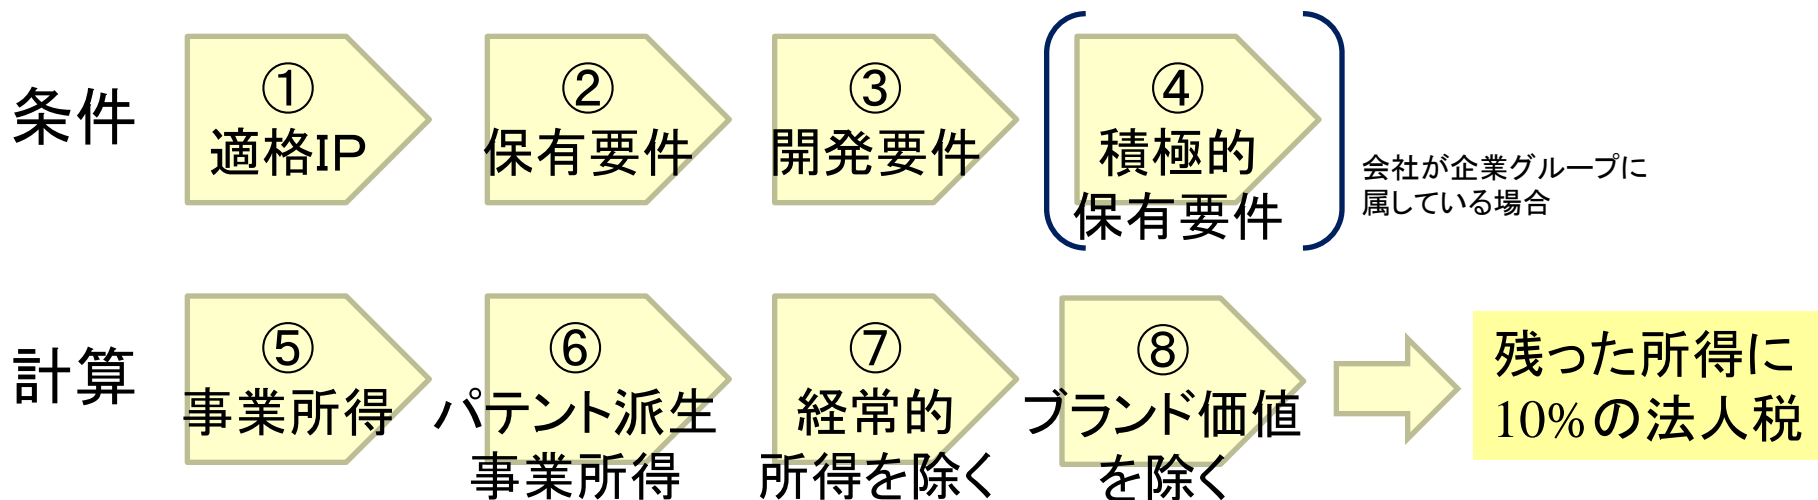 条件
①
適格IP
②
保有要件
③
開発要件
④
積極的
保有要件
会社が企業グループに
属している場合
計算
⑤
事業所得
⑥
パテント派生
事業所得
⑦
経常的
所得を除く
⑧
ブランド価値
を除く
残った所得に
10%の法人税